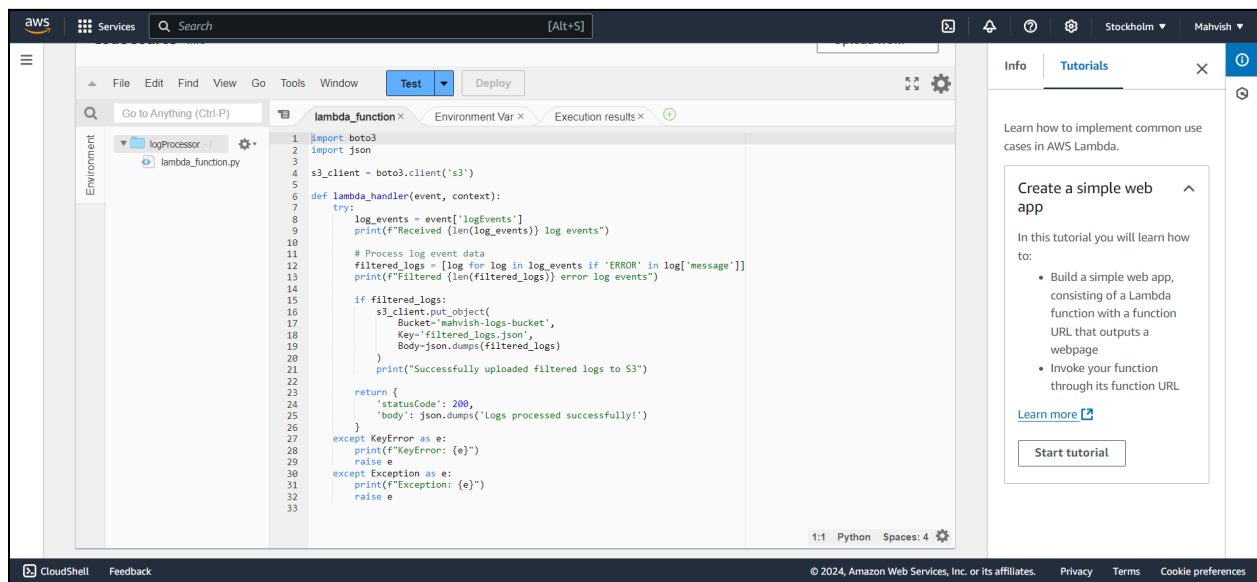 aws
Services
Search
[Alt+S]
Stockholm
Mahvish
File Edit Find View Go Tools Window
Test
Deploy
Go to Anything (Ctrl-P)
lambda_function
Environment Var
Execution results
Environment
logProcessor - /
lambda_function.py
1 import boto3
2 import json
3
4 s3_client = boto3.client('s3')
5
6 def lambda_handler(event, context):
7     try:
8         log_events = event['logEvents']
9         print(f"Received {len(log_events)} log events")
10
11         # Process log event data
12         filtered_logs = [log for log in log_events if 'ERROR' in log['message']]
13         print(f"Filtered {len(filtered_logs)} error log events")
14
15         if filtered_logs:
16             s3_client.put_object(
17                 Bucket='mahvish-logs-bucket',
18                 Key='filtered_logs.json',
19                 Body=json.dumps(filtered_logs)
20             )
21             print("Successfully uploaded filtered logs to S3")
22
23         return {
24             'statusCode': 200,
25             'body': json.dumps('Logs processed successfully!')
26         }
27     except KeyError as e:
28         print(f"KeyError: {e}")
29         raise e
30     except Exception as e:
31         print(f"Exception: {e}")
32         raise e
33
1:1 Python Spaces: 4
Info
Tutorials
Learn how to implement common use
cases in AWS Lambda.
Create a simple web
app
In this tutorial you will learn how
to:
• Build a simple web app,
consisting of a Lambda
function with a function
URL that outputs a
webpage
• Invoke your function
through its function URL
Learn more
Start tutorial
CloudShell
Feedback
© 2024, Amazon Web Services, Inc. or its affiliates.
Privacy
Terms
Cookie preferences